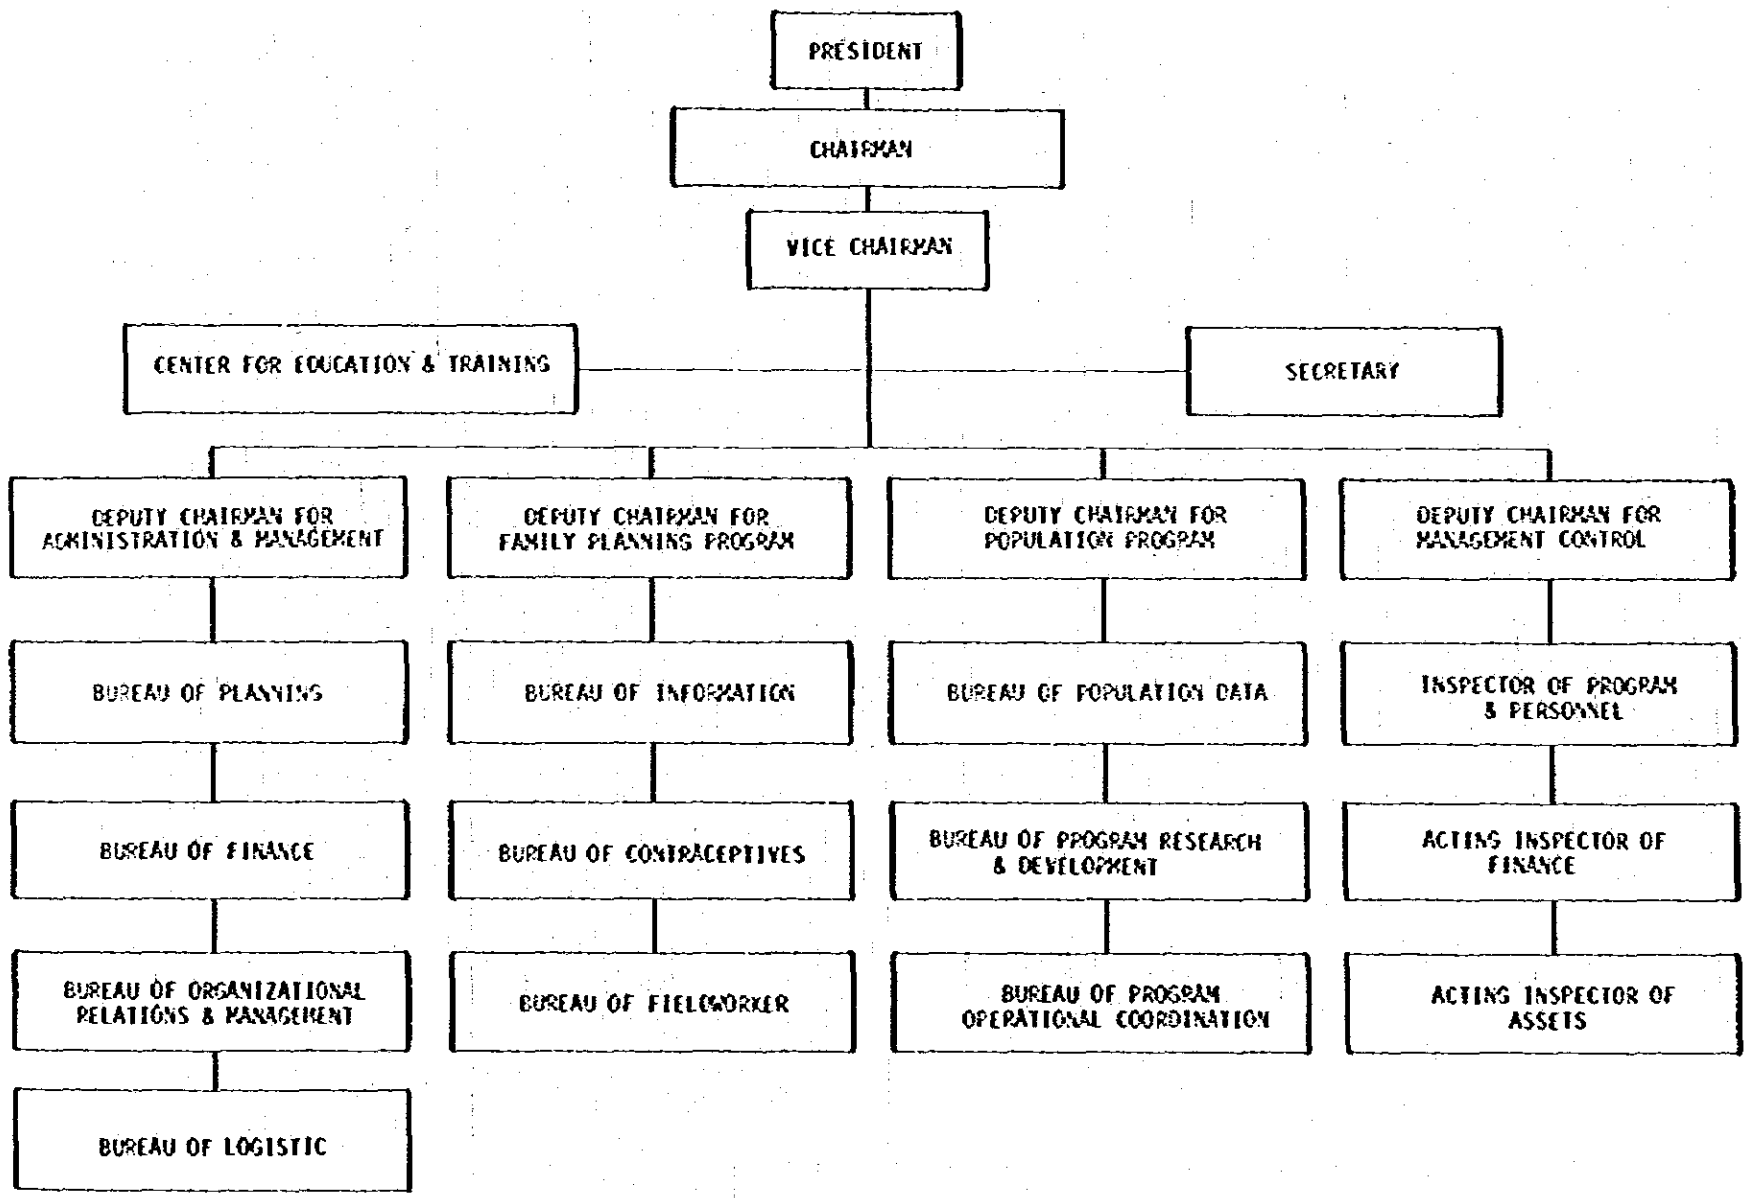 PRESIDENT
CHAIRMAN
VICE CHAIRMAN
CENTER FOR EDUCATION & TRAINING
SECRETARY
DEPUTY CHAIRMAN FOR
ADMINISTRATION & MANAGEMENT
DEPUTY CHAIRMAN FOR
FAMILY PLANNING PROGRAM
DEPUTY CHAIRMAN FOR
POPULATION PROGRAM
DEPUTY CHAIRMAN FOR
MANAGEMENT CONTROL
BUREAU OF PLANNING
BUREAU OF INFORMATION
BUREAU OF POPULATION DATA
INSPECTOR OF PROGRAM
& PERSONNEL
BUREAU OF FINANCE
BUREAU OF CONTRACEPTIVES
BUREAU OF PROGRAM RESEARCH
& DEVELOPMENT
ACTING INSPECTOR OF
FINANCE
BUREAU OF ORGANIZATIONAL
RELATIONS & MANAGEMENT
BUREAU OF FIELDWORKER
BUREAU OF PROGRAM
OPERATIONAL COORDINATION
ACTING INSPECTOR OF
ASSETS
BUREAU OF LOGISTIC